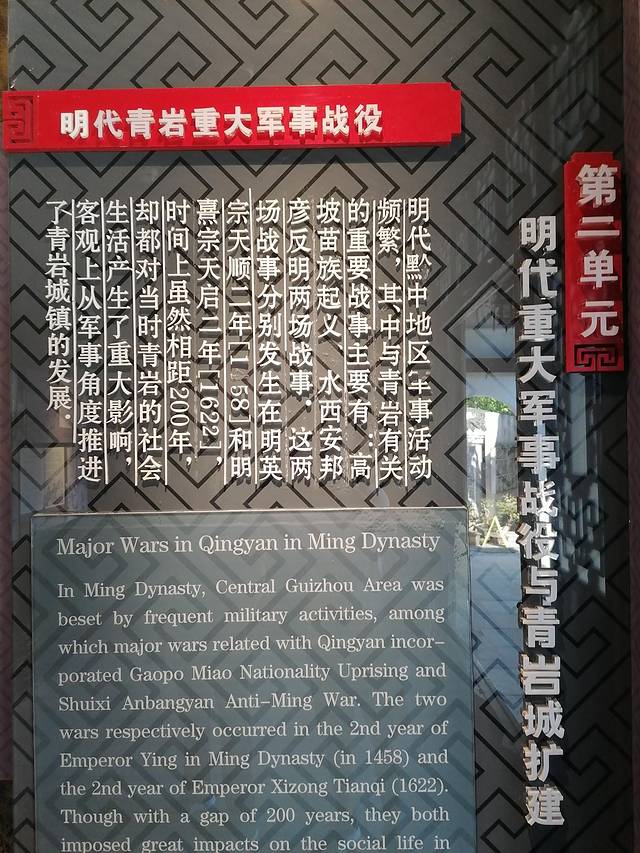 第二单元
明代重大军事战役与青岩城扩建
明代青岩重大军事战役
明代黔中地区军事活动
频繁，其中与青岩有关
的重要战事主要有：高
坡苗族起义、水西安邦
彦反明两场战事。这两
场战事分别发生在明英
宗天顺二年[1458]和明
熹宗天启二年[1622]，
时间上虽然相距200年，
却都对当时青岩的社会
生活产生了重大影响，
客观上从军事角度推进
了青岩城镇的发展。
Major Wars in Qingyan in Ming Dynasty
In Ming Dynasty, Central Guizhou Area was
beset by frequent military activities, among
which major wars related with Qingyan incor-
porated Gaopo Miao Nationality Uprising and
Shuixi Anbangyan Anti-Ming War. The two
wars respectively occurred in the 2nd year of
Emperor Ying in Ming Dynasty (in 1458) and
the 2nd year of Emperor Xizong Tianqi (1622).
Though with a gap of 200 years, they both
imposed great impacts on the social life in